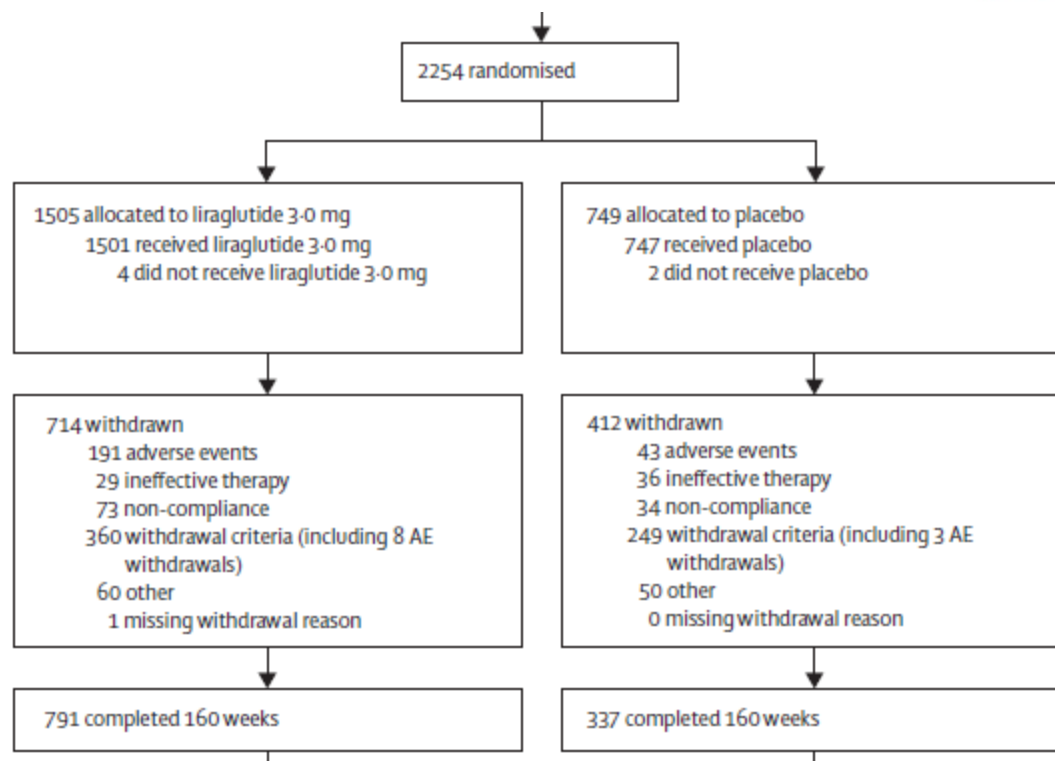 2254 randomised
1505 allocated to liraglutide 3·0 mg
1501 received liraglutide 3·0 mg
4 did not receive liraglutide 3·0 mg
749 allocated to placebo
747 received placebo
2 did not receive placebo
714 withdrawn
191 adverse events
29 ineffective therapy
73 non-compliance
360 withdrawal criteria (including 8 AE
withdrawals)
60 other
1 missing withdrawal reason
412 withdrawn
43 adverse events
36 ineffective therapy
34 non-compliance
249 withdrawal criteria (including 3 AE
withdrawals)
50 other
0 missing withdrawal reason
791 completed 160 weeks
337 completed 160 weeks